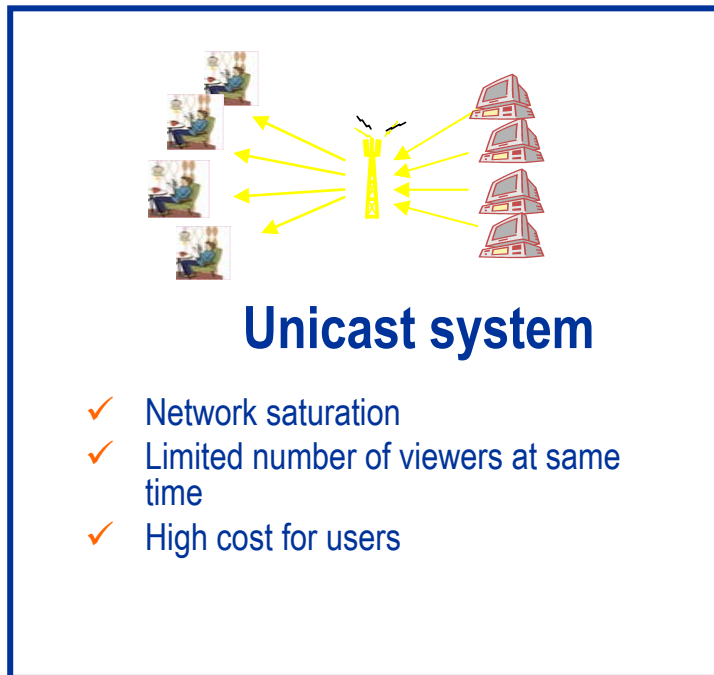 Unicast system
✓ Network saturation
✓ Limited number of viewers at same
time
✓ High cost for users